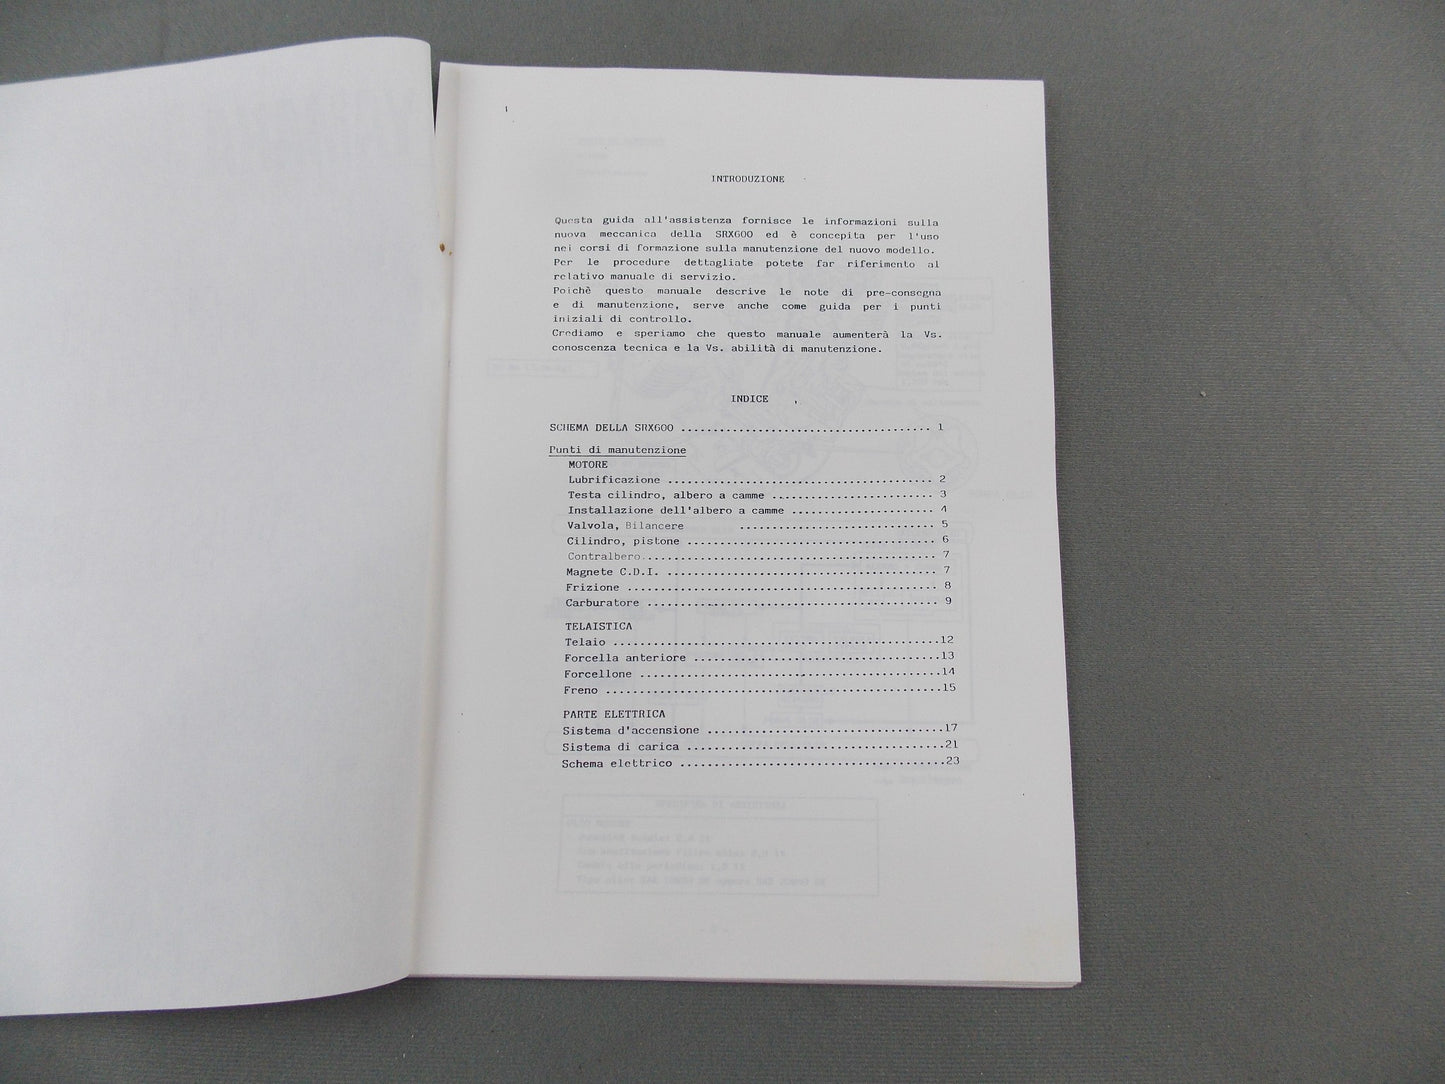 INTRODUZIONE
Questa guida all'assistenza fornisce le informazioni sulla
nuova meccanica della SRX600 ed è concepita per l'uso
nei corsi di formazione sulla manutenzione del nuovo modello.
Per le procedure dettagliate potete far riferimento al
relativo manuale di servizio.
Poichè questo manuale descrive le note di pre-consegna
e di manutenzione, serve anche come guida per i punti
iniziali di controllo.
Crediamo e speriamo che questo manuale aumenterà la Vs.
conoscenza tecnica e la Vs. abilità di manutenzione.
INDICE
SCHEMA DELLA SRX600 ...................................... 1
Punti di manutenzione
MOTORE
Lubrificazione ............................................ 2
Testa cilindro, albero a camme ........................ 3
Installazione dell'albero a camme ..................... 4
Valvola, Bilancere ............................. 5
Cilindro, pistone ..................................... 6
Contralbero............................................ 7
Magnete C.D.I. ........................................ 7
Frizione .............................................. 8
Carburatore ........................................... 9
TELAISTICA
Telaio ................................................12
Forcella anteriore ....................................13
Forcellone ............................................14
Freno .................................................15
PARTE ELETTRICA
Sistema d'accensione ..................................17
Sistema di carica .....................................21
Schema elettrico ......................................23